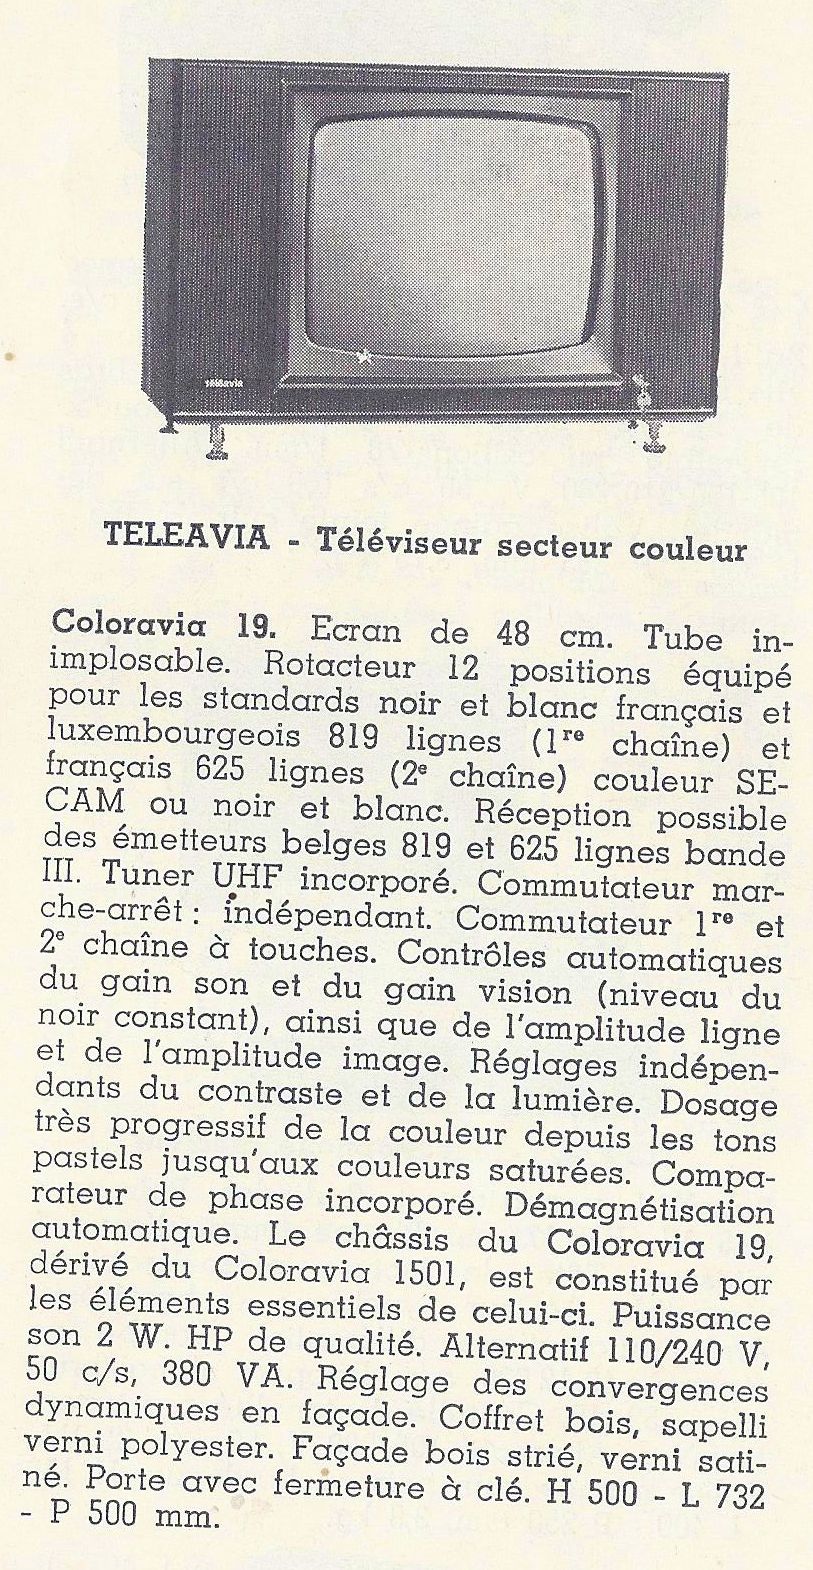 téléavia
TELEAVIA - Téléviseur secteur couleur
Coloravia 19. Ecran de 48 cm. Tube in-
implosable. Rotacteur 12 positions équipé
pour les standards noir et blanc français et
luxembourgeois 819 lignes (1re chaîne) et
français 625 lignes (2e chaîne) couleur SE-
CAM ou noir et blanc. Réception possible
des émetteurs belges 819 et 625 lignes bande
III. Tuner UHF incorporé. Commutateur mar-
che-arrêt : indépendant. Commutateur 1re et
2e chaîne à touches. Contrôles automatiques
du gain son et du gain vision (niveau du
noir constant), ainsi que de l'amplitude ligne
et de l'amplitude image. Réglages indépen-
dants du contraste et de la lumière. Dosage
très progressif de la couleur depuis les tons
pastels jusqu'aux couleurs saturées. Compa-
rateur de phase incorporé. Démagnétisation
automatique. Le châssis du Coloravia 19,
dérivé du Coloravia 1501, est constitué par
les éléments essentiels de celui-ci. Puissance
son 2 W. HP de qualité. Alternatif 110/240 V,
50 c/s, 380 VA. Réglage des convergences
dynamiques en façade. Coffret bois, sapelli
verni polyester. Façade bois strié, verni sati-
né. Porte avec fermeture à clé. H 500 - L 732
- P 500 mm.